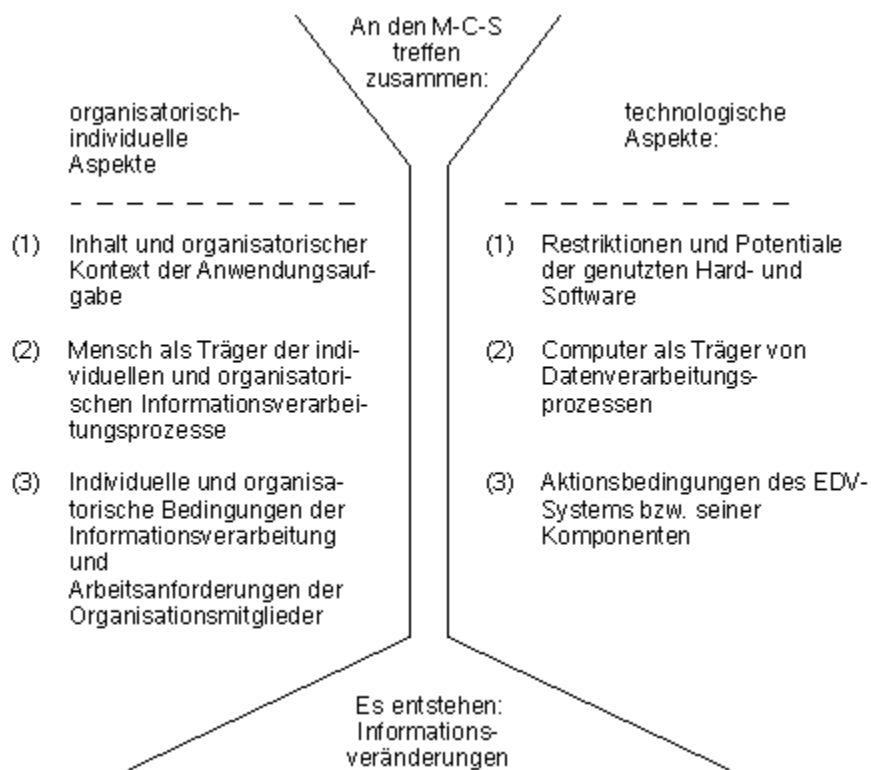 An den M-C-S
treffen
zusammen:
organisatorisch-
individuelle
Aspekte
(1) Inhalt und organisatorischer
Kontext der Anwendungsauf-
gabe
(2) Mensch als Träger der indi-
viduellen und organisatori-
schen Informationsverarbei-
tungsprozesse
(3) Individuelle und organisa-
torische Bedingungen der
Informationsverarbeitung
und
Arbeitsanforderungen der
Organisationsmitglieder
technologische
Aspekte:
(1) Restriktionen und Potentiale
der genutzten Hard- und
Software
(2) Computer als Träger von
Datenverarbeitungs-
prozessen
(3) Aktionsbedingungen des EDV-
Systems bzw. seiner
Komponenten
Es entstehen:
Informations-
veränderungen